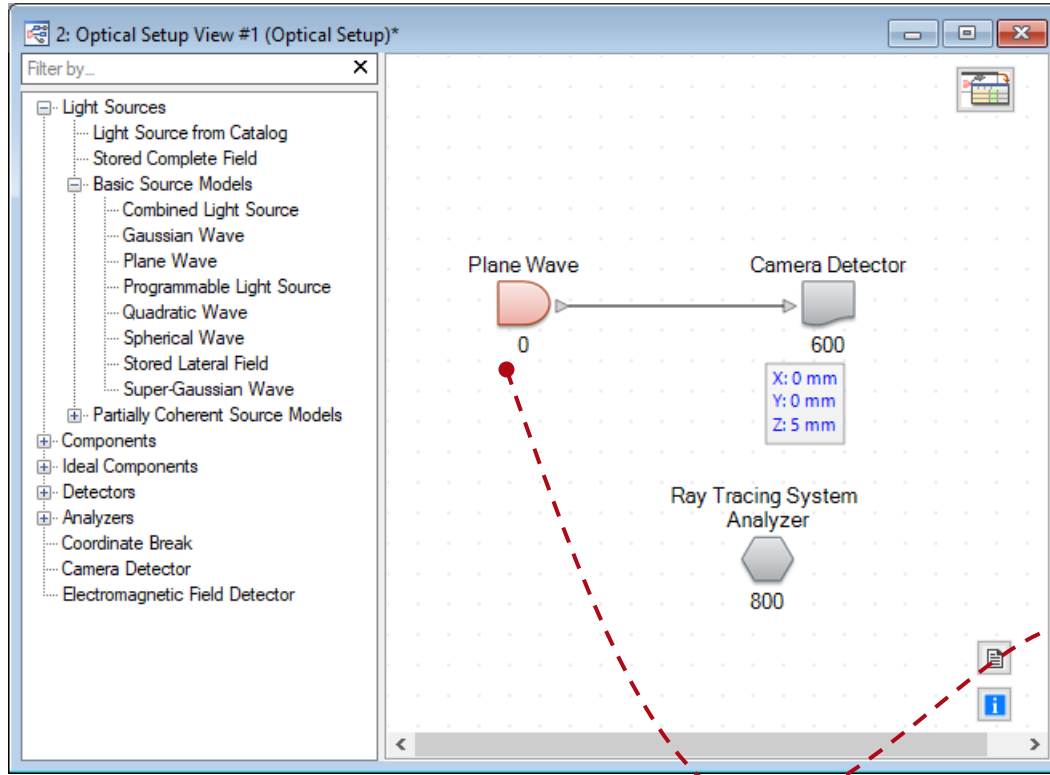 2: Optical Setup View #1 (Optical Setup)*
Filter by...
Light Sources
Light Source from Catalog
Stored Complete Field
Basic Source Models
Combined Light Source
Gaussian Wave
Plane Wave
Programmable Light Source
Quadratic Wave
Spherical Wave
Stored Lateral Field
Super-Gaussian Wave
Partially Coherent Source Models
Components
Ideal Components
Detectors
Analyzers
Coordinate Break
Camera Detector
Electromagnetic Field Detector
Plane Wave
0
Camera Detector
600
X: 0 mm
Y: 0 mm
Z: 5 mm
Ray Tracing System
Analyzer
800